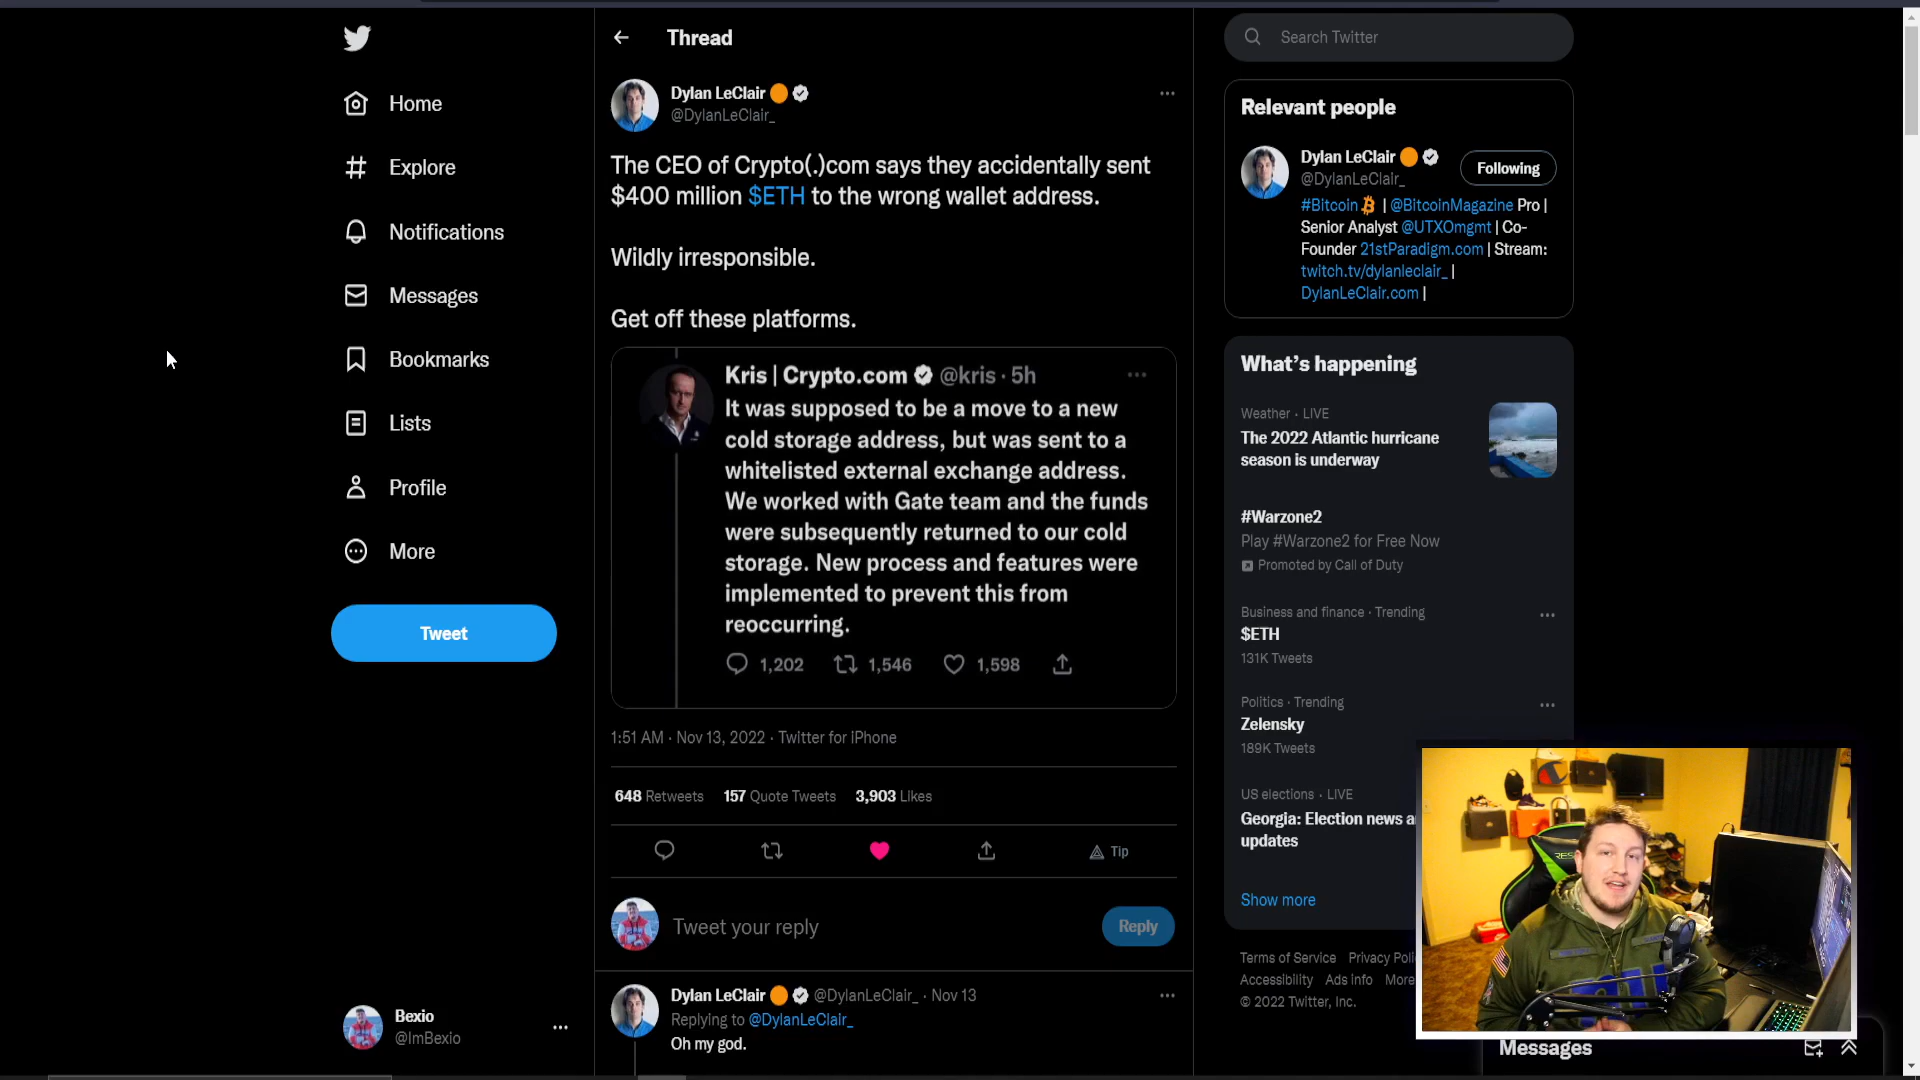 Home
Explore
Notifications
Messages
Bookmarks
Lists
Profile
More
Tweet
Bexio
@ImBexio
Thread
Dylan LeClair
@DylanLeClair_
The CEO of Crypto(.)com says they accidentally sent
$400 million $ETH to the wrong wallet address.
Wildly irresponsible.
Get off these platforms.
Kris | Crypto.com @kris · 5h
It was supposed to be a move to a new
cold storage address, but was sent to a
whitelisted external exchange address.
We worked with Gate team and the funds
were subsequently returned to our cold
storage. New process and features were
implemented to prevent this from
reoccurring.
1,202 1,546 1,598
1:51 AM · Nov 13, 2022 · Twitter for iPhone
648 Retweets 157 Quote Tweets 3,903 Likes
Tip
Tweet your reply
Reply
Dylan LeClair @DylanLeClair_ · Nov 13
Replying to @DylanLeClair_
Oh my god.
Search Twitter
Relevant people
Dylan LeClair
@DylanLeClair_
Following
#Bitcoin | @BitcoinMagazine Pro |
Senior Analyst @UTXOmgmt | Co-
Founder 21stParadigm.com | Stream:
twitch.tv/dylanleclair_ |
DylanLeClair.com |
What's happening
Weather · LIVE
The 2022 Atlantic hurricane
season is underway
#Warzone2
Play #Warzone2 for Free Now
Promoted by Call of Duty
Business and finance · Trending
$ETH
131K Tweets
Politics · Trending
Zelensky
189K Tweets
US elections · LIVE
Georgia: Election news a
updates
Show more
Terms of Service Privacy Poli
Accessibility Ads info More
© 2022 Twitter, Inc.
Messages